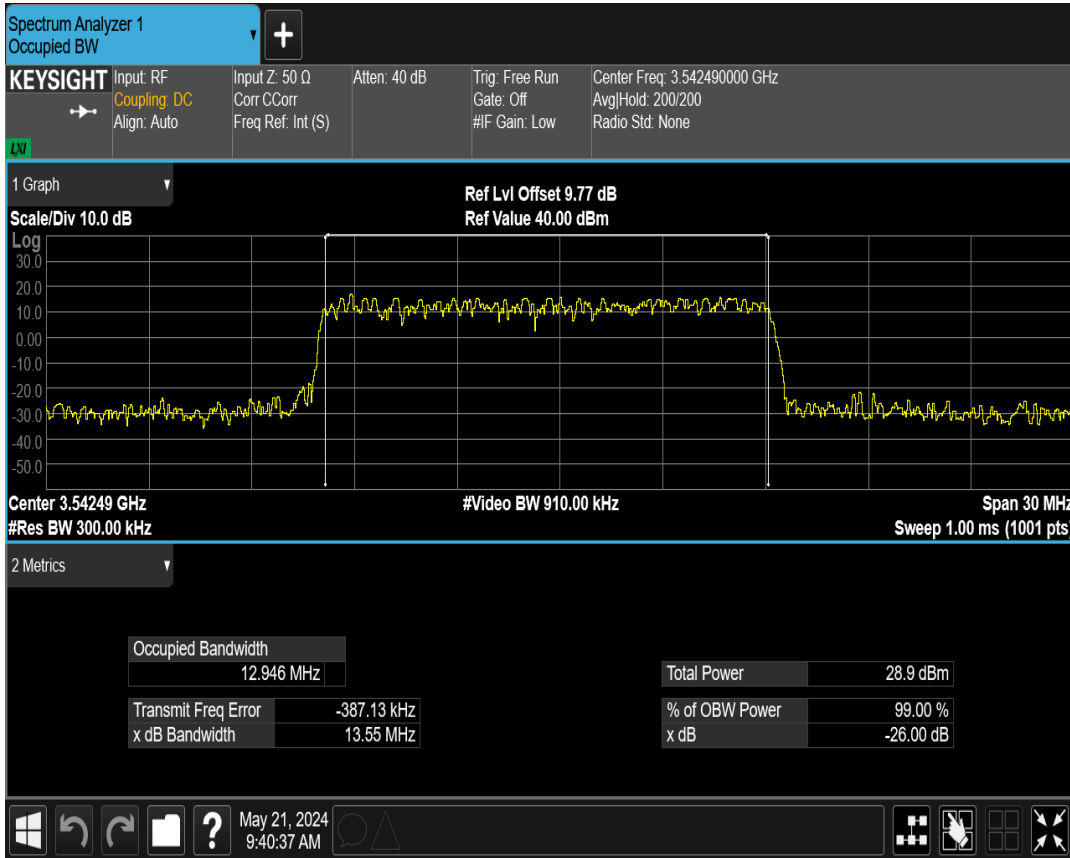 Spectrum Analyzer 1
Occupied BW
KEYSIGHT
LXI
Input: RF
Coupling: DC
Align: Auto
Input Z: 50 Ω
Corr CCorr
Freq Ref: Int (S)
Atten: 40 dB
Trig: Free Run
Gate: Off
#IF Gain: Low
Center Freq: 3.542490000 GHz
Avg|Hold: 200/200
Radio Std: None
1 Graph
Scale/Div 10.0 dB
Ref Lvl Offset 9.77 dB
Ref Value 40.00 dBm
Log
30.0
20.0
10.0
0.00
-10.0
-20.0
-30.0
-40.0
-50.0
Center 3.54249 GHz
#Video BW 910.00 kHz
Span 30 MHz
#Res BW 300.00 kHz
Sweep 1.00 ms (1001 pts)
2 Metrics
Occupied Bandwidth
12.946 MHz
Transmit Freq Error -387.13 kHz
x dB Bandwidth 13.55 MHz
Total Power 28.9 dBm
% of OBW Power 99.00 %
x dB -26.00 dB
?
May 21, 2024
9:40:37 AM